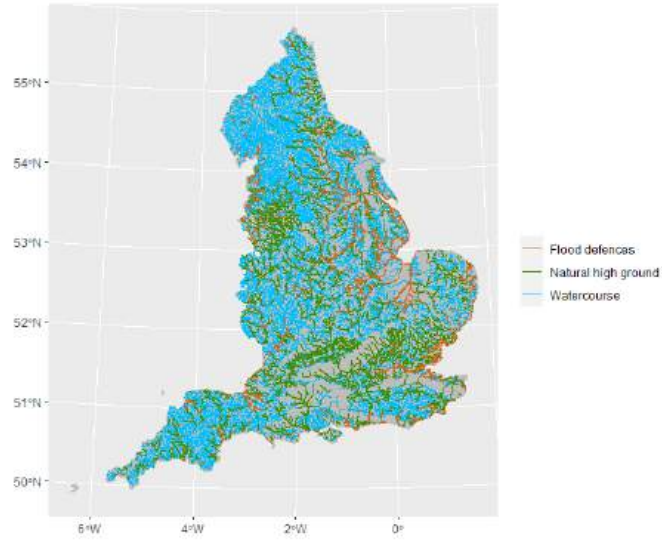 55°N
54°N
53°N
52°N
51°N
50°N
6°W
4°W
2°W
0°
Flood defences
Natural high ground
Watercourse